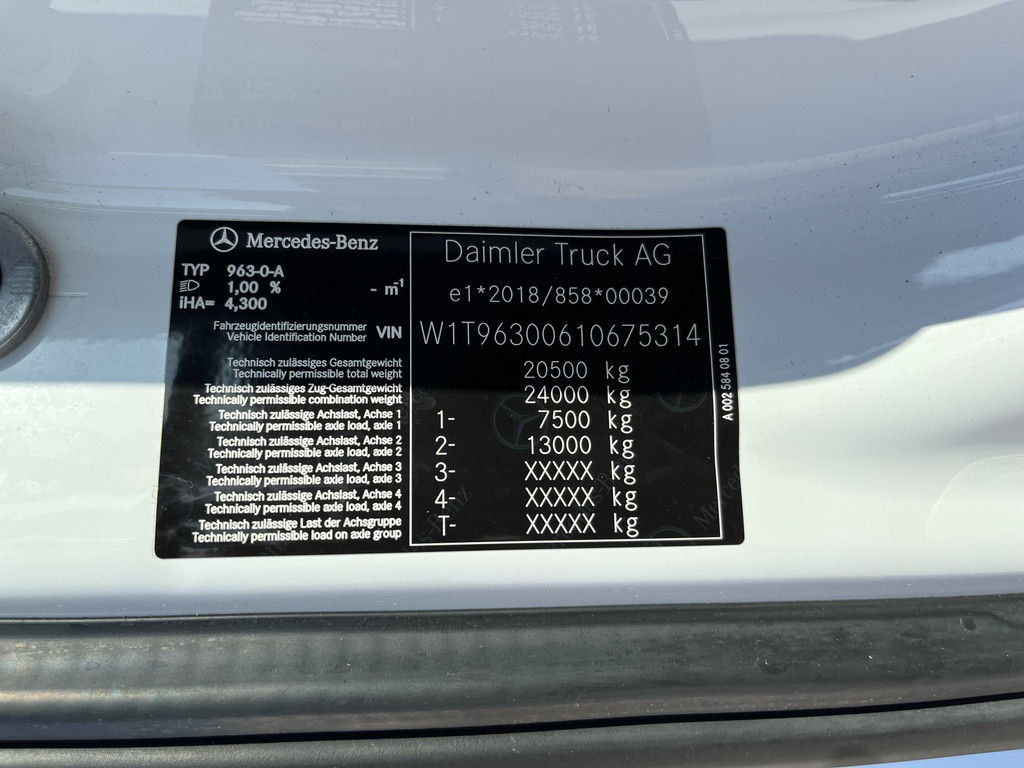 Mercedes-Benz
TYP 963-0-A
1,00 % - m-1
iHA= 4,300
Fahrzeugidentifizierungsnummer
Vehicle Identification Number
VIN
Daimler Truck AG
e1*2018/858*00039
W1T96300610675314
Technisch zulässiges Gesamtgewicht
Technically permissible total weight
20500 kg
Technisch zulässiges Zug-Gesamtgewicht
Technically permissible combination weight
24000 kg
Technisch zulässige Achslast, Achse 1
Technically permissible axle load, axle 1
1- 7500 kg
Technisch zulässige Achslast, Achse 2
Technically permissible axle load, axle 2
2- 13000 kg
Technisch zulässige Achslast, Achse 3
Technically permissible axle load, axle 3
3- XXXXX kg
Technisch zulässige Achslast, Achse 4
Technically permissible axle load, axle 4
4- XXXXX kg
Technisch zulässige Last der Achsgruppe
Technically permissible load on axle group
T- XXXXX kg
A 002 584 08 01